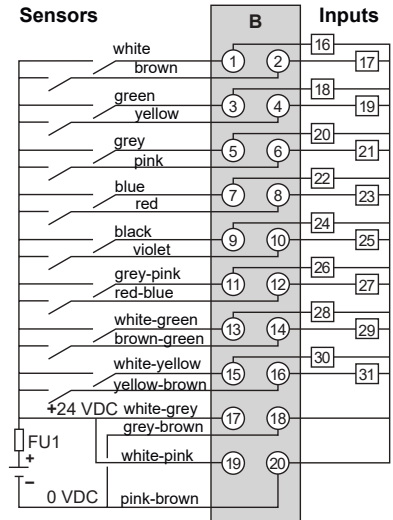 Sensors B Inputs
white 16
brown 1 2 17
green 18
yellow 3 4 19
grey 20
pink 5 6 21
blue 22
red 7 8 23
black 24
violet 9 10 25
grey-pink 26
red-blue 11 12 27
white-green 28
brown-green 13 14 29
white-yellow 30
yellow-brown 15 16 31
+24 VDC white-grey 17 18
grey-brown
FU1
+ white-pink 19 20
-
0 VDC pink-brown